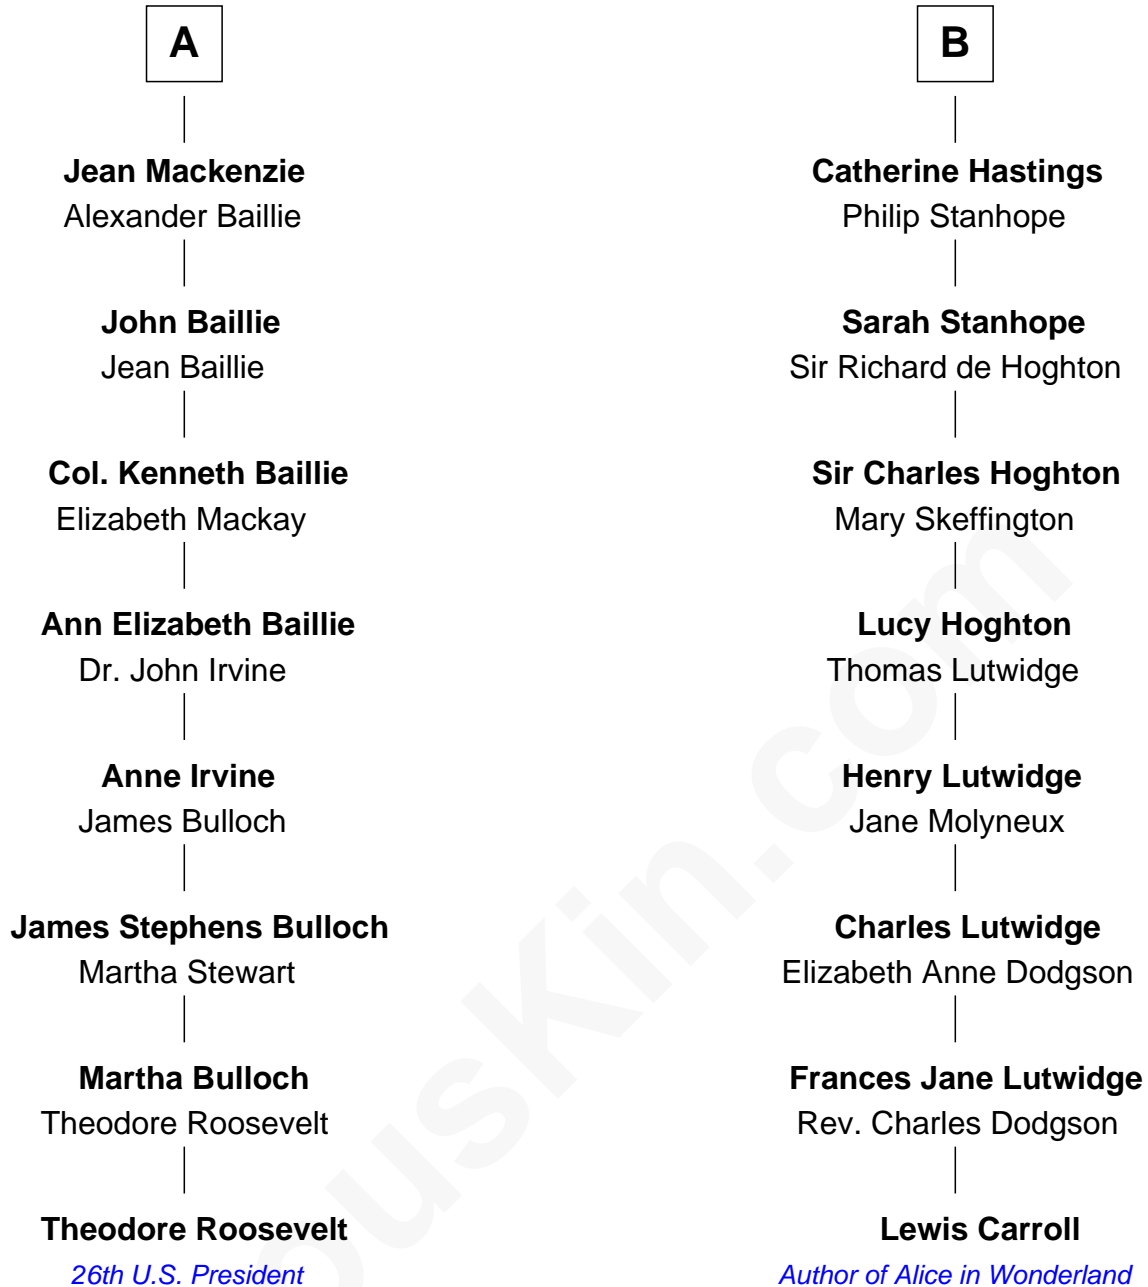 A
Jean Mackenzie
Alexander Baillie
John Baillie
Jean Baillie
Col. Kenneth Baillie
Elizabeth Mackay
Ann Elizabeth Baillie
Dr. John Irvine
Anne Irvine
James Bulloch
James Stephens Bulloch
Martha Stewart
Martha Bulloch
Theodore Roosevelt
Theodore Roosevelt
26th U.S. President
B
Catherine Hastings
Philip Stanhope
Sarah Stanhope
Sir Richard de Hoghton
Sir Charles Hoghton
Mary Skeffington
Lucy Hoghton
Thomas Lutwidge
Henry Lutwidge
Jane Molyneux
Charles Lutwidge
Elizabeth Anne Dodgson
Frances Jane Lutwidge
Rev. Charles Dodgson
Lewis Carroll
Author of Alice in Wonderland
ousKin.com